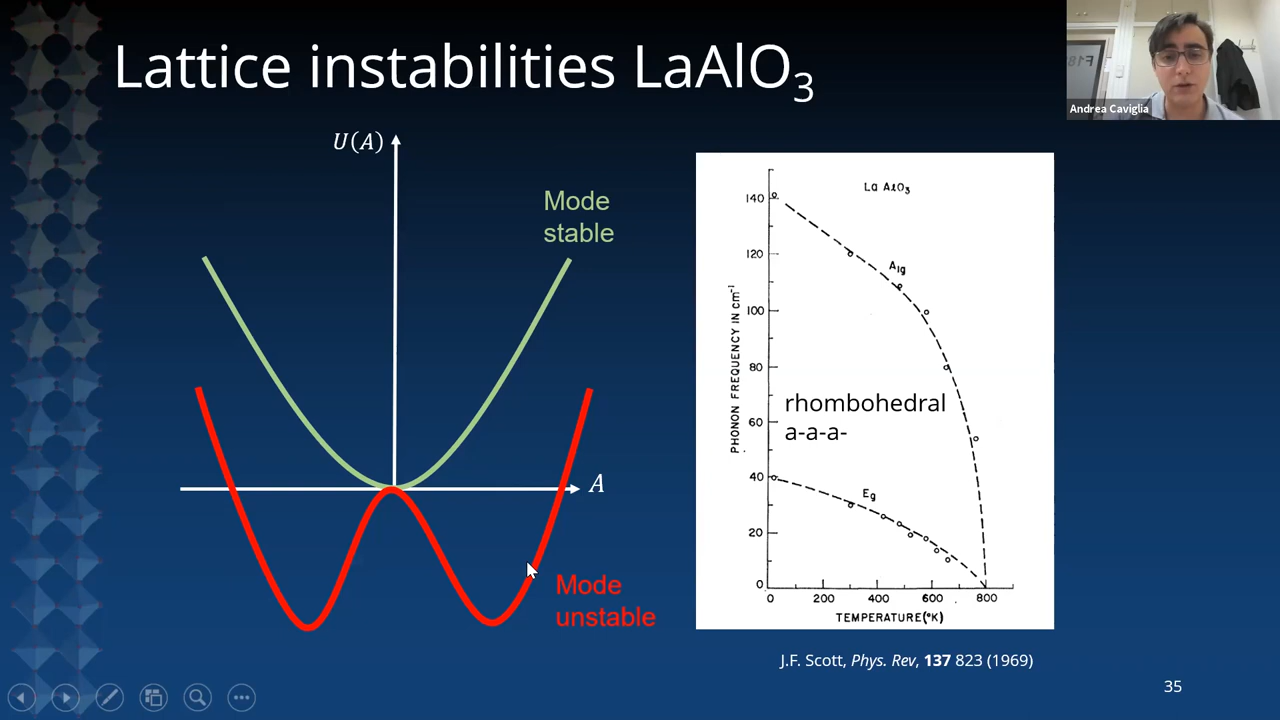 Lattice instabilities LaAlO₃
Andrea Caviglia
U(A)
Mode
stable
A
Mode
unstable
La AlO₃
140
120
100
80
60
40
20
0
PHONON FREQUENCY IN cm⁻¹
A1g
rhombohedral
a-a-a-
Eg
0 200 400 600 800
TEMPERATURE(°K)
J.F. Scott, Phys. Rev, 137 823 (1969)
35